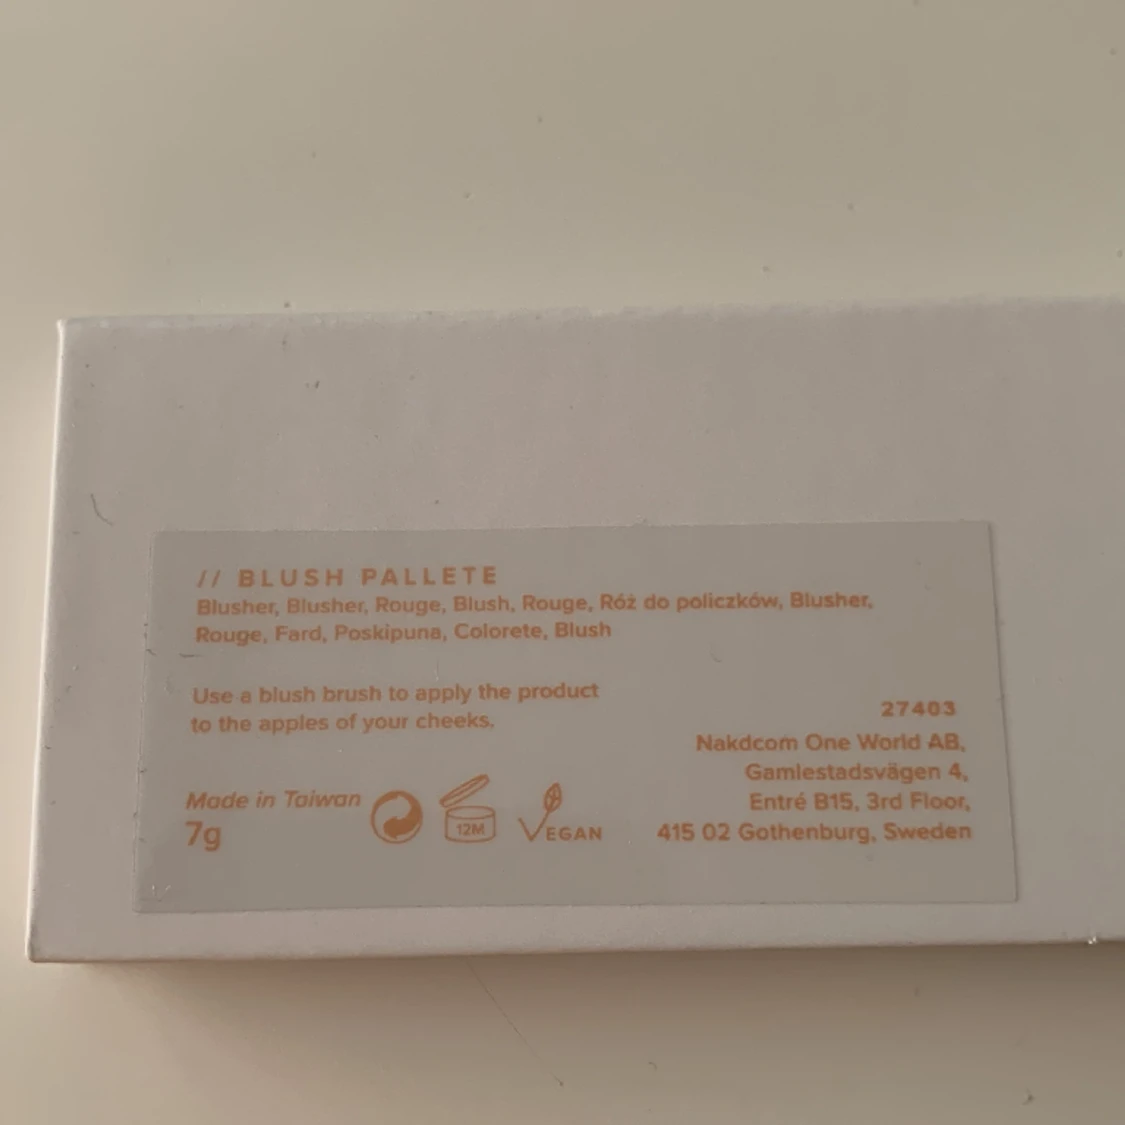 // BLUSH PALLETE
Blusher, Blusher, Rouge, Blush, Rouge, Róż do policzków, Blusher,
Rouge, Fard, Poskipuna, Colorete, Blush
Use a blush brush to apply the product
to the apples of your cheeks.
Made in Taiwan
7g
12M
VEGAN
27403
Nakdcom One World AB,
Gamlestadsvägen 4,
Entré B15, 3rd Floor,
415 02 Gothenburg, Sweden